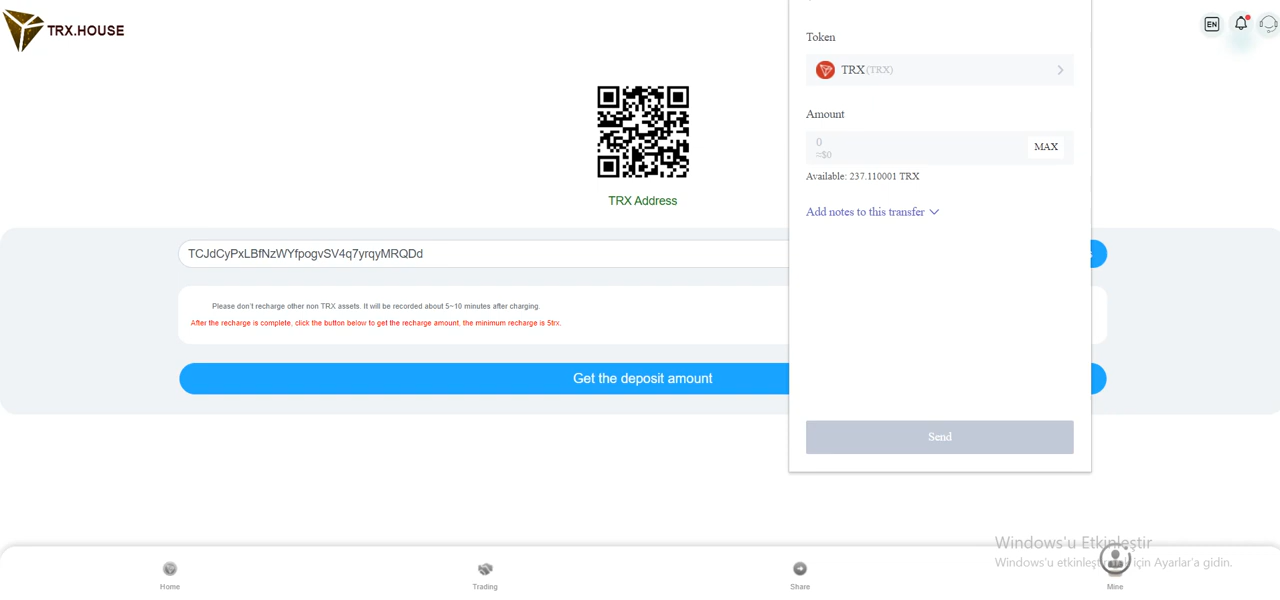 TRX.HOUSE
EN
Token
TRX (TRX)
Amount
0
≈$0
MAX
Available: 237.110001 TRX
Add notes to this transfer
TRX Address
TCJdCyPxLBfNzWYfpogvSV4q7yrqyMRQDd
Please don't recharge other non TRX assets. It will be recorded about 5~10 minutes after charging.
After the recharge is complete, click the button below to get the recharge amount, the minimum recharge is 5trx.
Get the deposit amount
Send
Windows'u Etkinleştir
Windows'u etkinleştirmek için Ayarlar'a gidin.
Home
Trading
Share
Mine